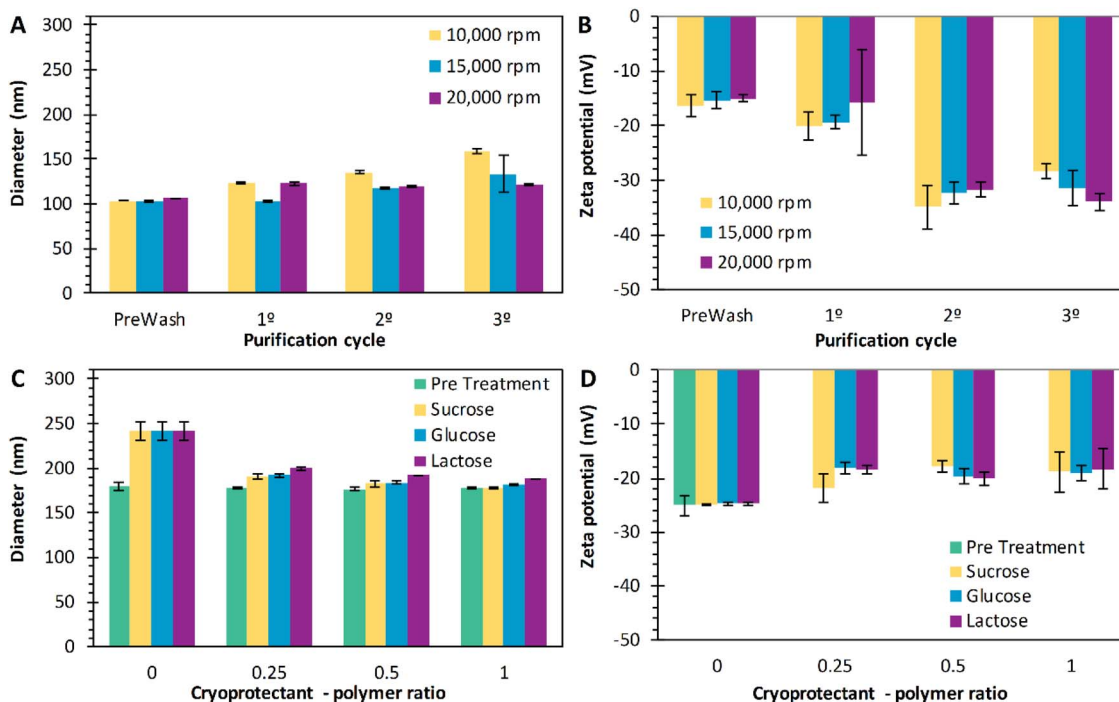 A
Diameter (nm)
300
250
200
150
100
50
0
10,000 rpm
15,000 rpm
20,000 rpm
PreWash 1º 2º 3º
Purification cycle
B
Zeta potential (mV)
0
-10
-20
-30
-40
-50
10,000 rpm
15,000 rpm
20,000 rpm
PreWash 1º 2º 3º
Purification cycle
C
Diameter (nm)
300
250
200
150
100
50
0
Pre Treatment
Sucrose
Glucose
Lactose
0 0.25 0.5 1
Cryoprotectant - polymer ratio
D
Zeta potential (mV)
0
-10
-20
-30
-40
-50
Pre Treatment
Sucrose
Glucose
Lactose
0 0.25 0.5 1
Cryoprotectant - polymer ratio